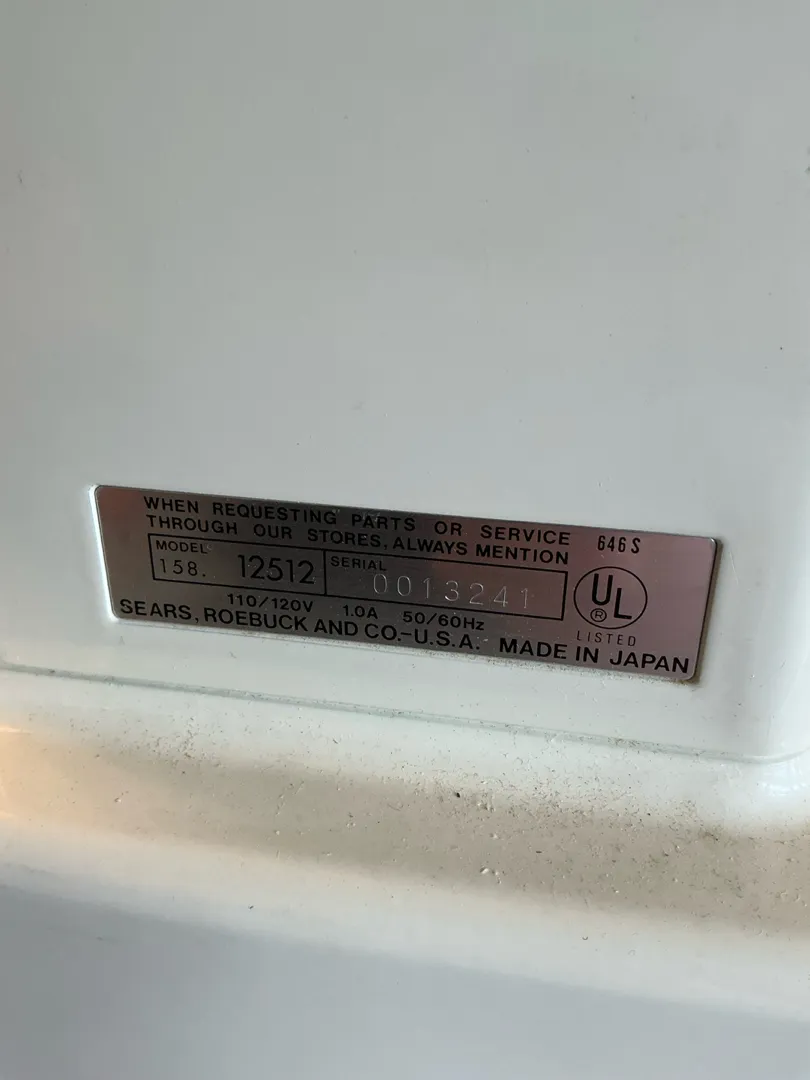 WHEN REQUESTING PARTS OR SERVICE 646 S
THROUGH OUR STORES, ALWAYS MENTION
MODEL
158. 12512
SERIAL
0013241
UL
®
LISTED
110/120V 1.0A 50/60Hz
SEARS, ROEBUCK AND CO.-U.S.A. MADE IN JAPAN